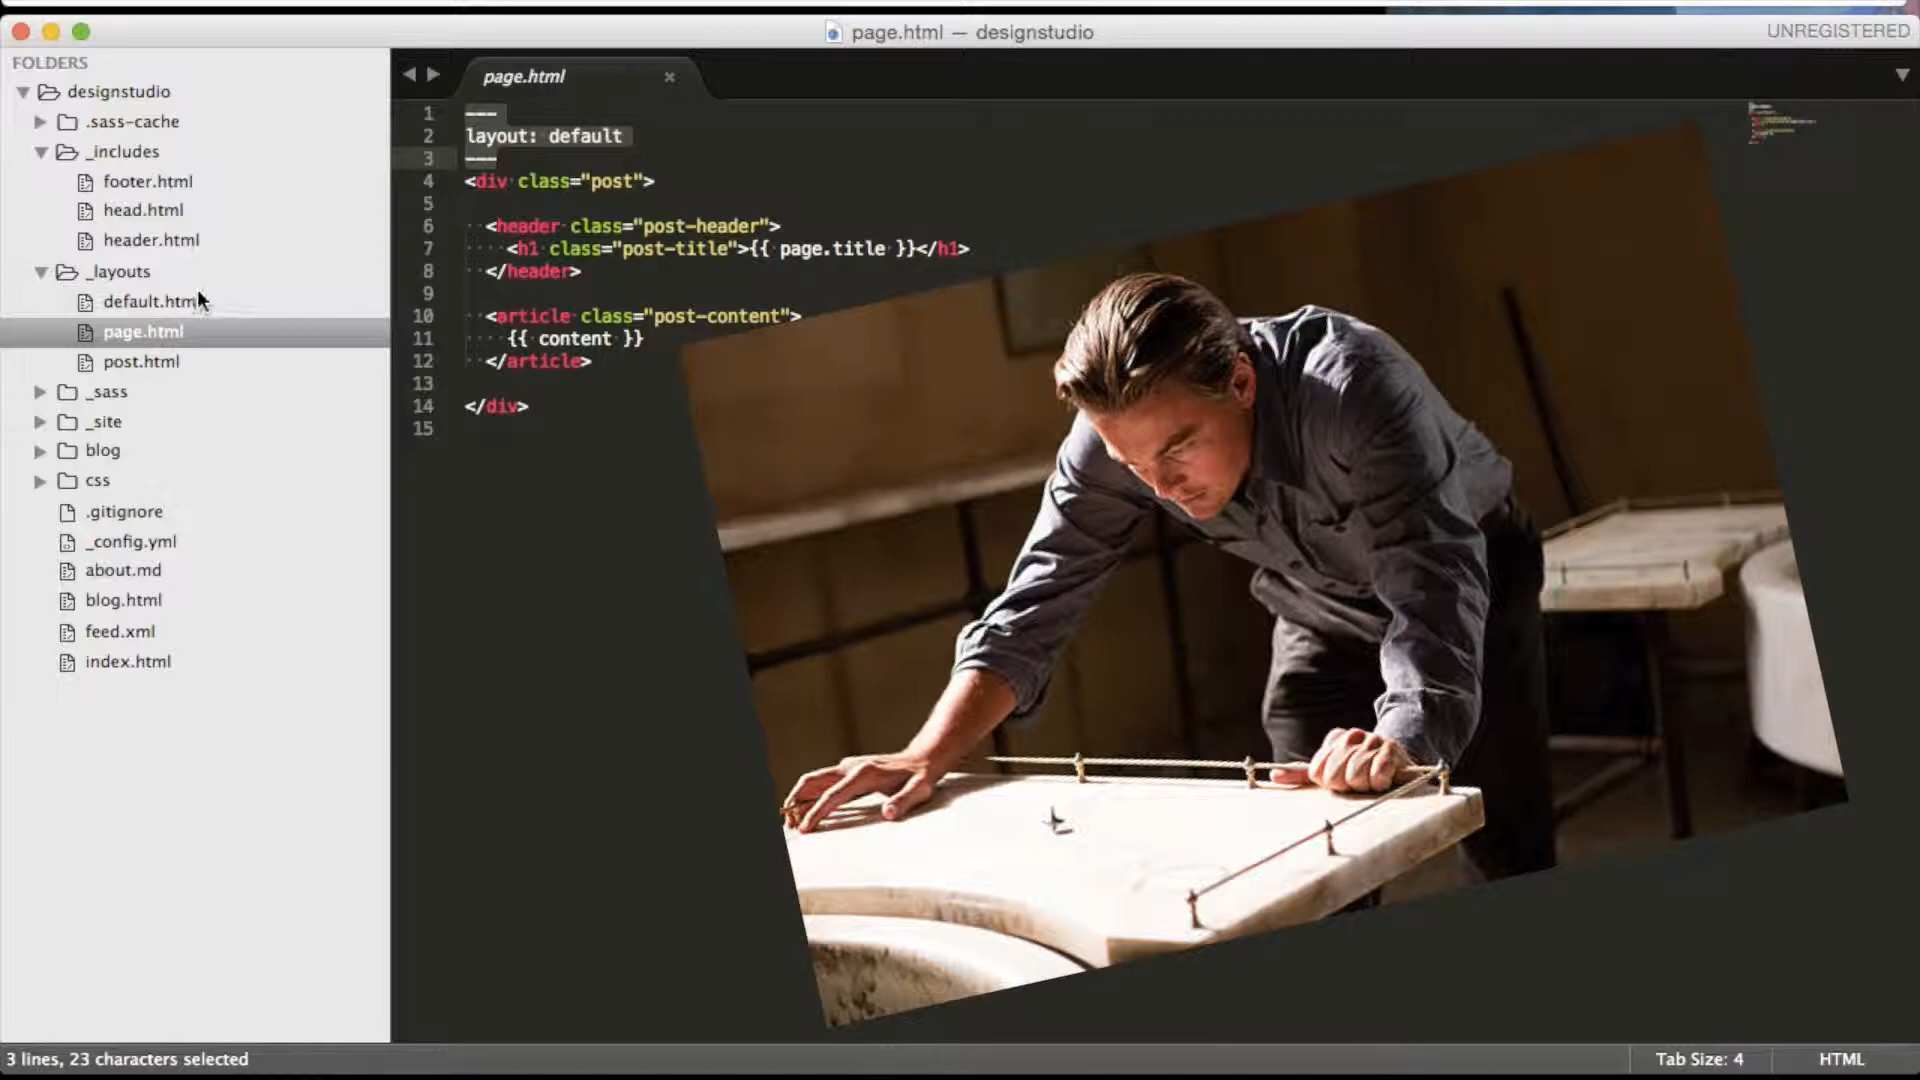 page.html — designstudio
UNREGISTERED
FOLDERS
designstudio
.sass-cache
_includes
footer.html
head.html
header.html
_layouts
default.html
page.html
post.html
_sass
_site
blog
css
.gitignore
_config.yml
about.md
blog.html
feed.xml
index.html
page.html
1 ---
2 layout: default
3 ---
4 <div class="post">
5
6 <header class="post-header">
7 <h1 class="post-title">{{ page.title }}</h1>
8 </header>
9
10 <article class="post-content">
11 {{ content }}
12 </article>
13
14 </div>
15
3 lines, 23 characters selected
Tab Size: 4
HTML